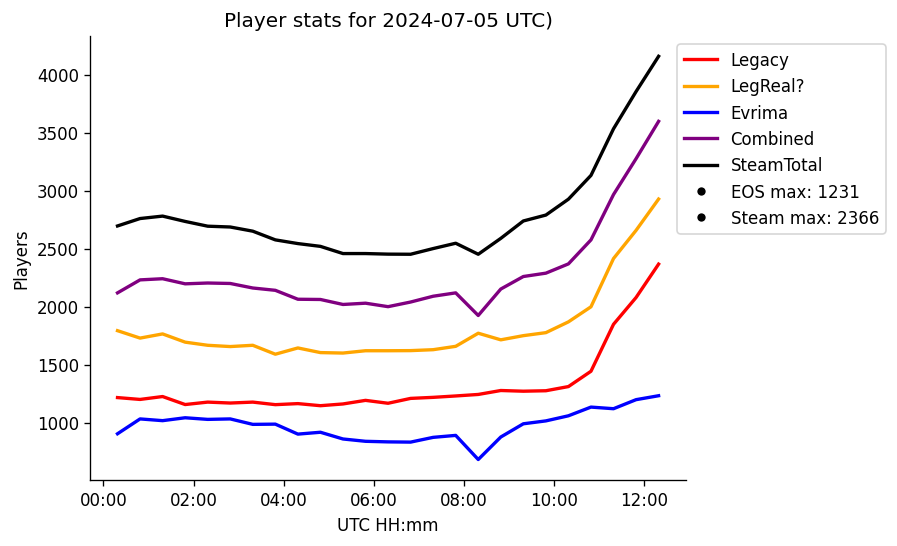 Player stats for 2024-07-05 UTC)
Players
4000
3500
3000
2500
2000
1500
1000
00:00 02:00 04:00 06:00 08:00 10:00 12:00
UTC HH:mm
Legacy
LegReal?
Evrima
Combined
SteamTotal
EOS max: 1231
Steam max: 2366